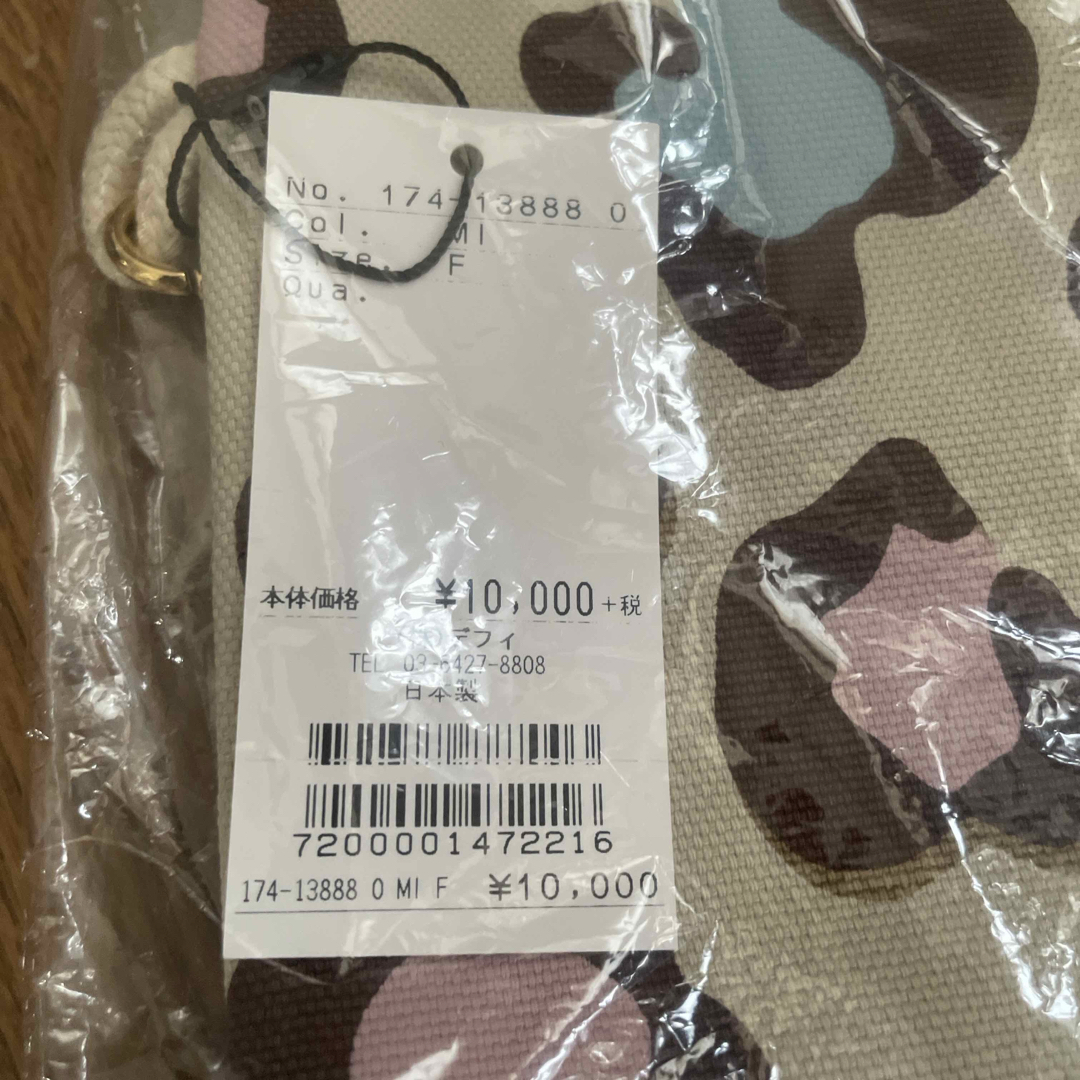 No. 174-13888 0
Col. MI
Size. F
Qua.
本体価格 ¥10,000+税
デフィ
TEL 03-6427-8808
日本製
7200001472216
174-13888 0 MI F ¥10,000